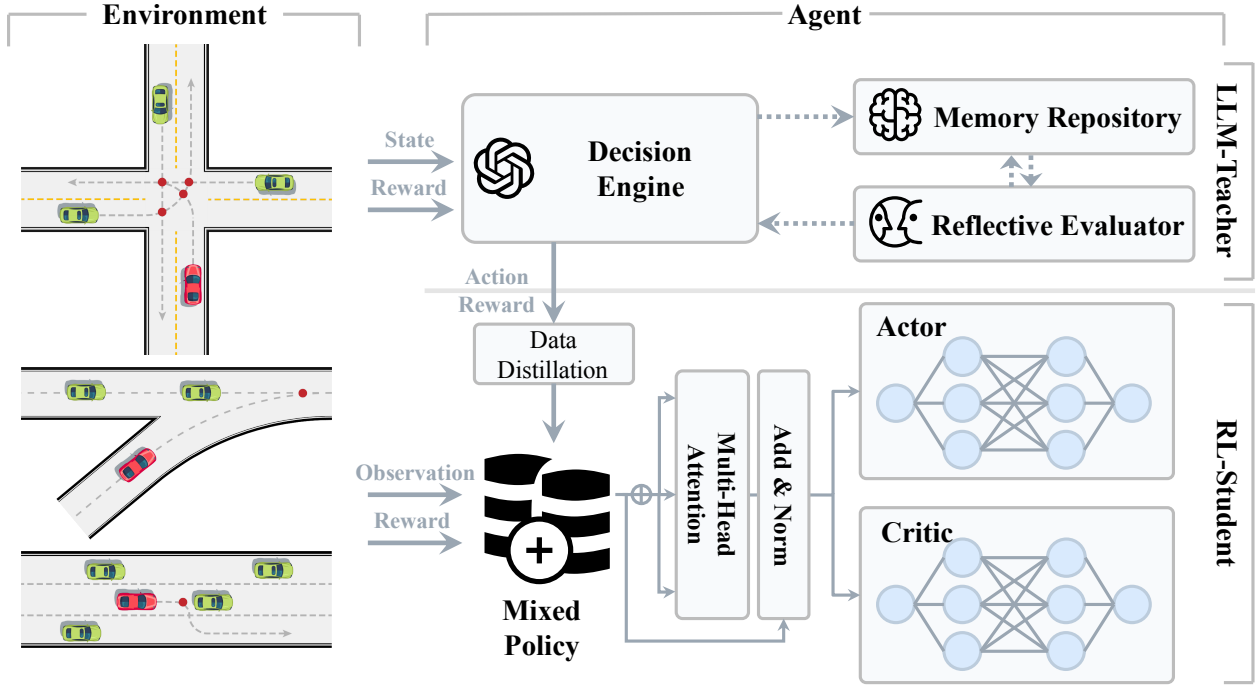 Environment
Agent
State
Reward
Decision
Engine
Memory Repository
Reflective Evaluator
LLM-Teacher
Action
Reward
Data
Distillation
Observation
Reward
Mixed
Policy
Multi-Head
Attention
Add & Norm
Actor
Critic
RL-Student